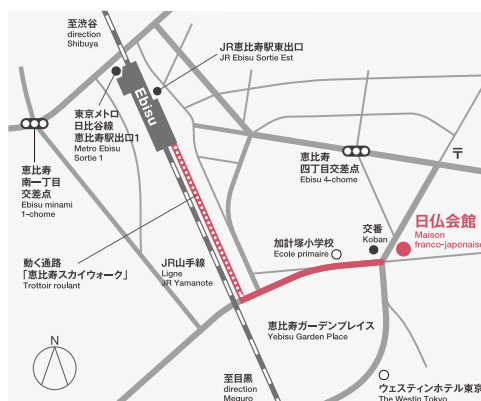 至渋谷
direction
Shibuya
JR恵比寿駅東出口
JR Ebisu Sortie Est
Ebisu
東京メトロ
日比谷線
恵比寿駅出口1
Metro Ebisu
Sortie 1
恵比寿
南一丁目
交差点
Ebisu minami
1-chome
恵比寿
四丁目交差点
Ebisu 4-chome
〒
日仏会館
Maison
franco-japonaise
交番
Koban
加計塚小学校
Ecole primaire
動く通路
「恵比寿スカイウォーク」
Trottoir roulant
JR山手線
Ligne
JR Yamanote
恵比寿ガーデンプレイス
Yebisu Garden Place
N
至目黒
direction
Meguro
ウェスティンホテル東京
The Westin Tokyo